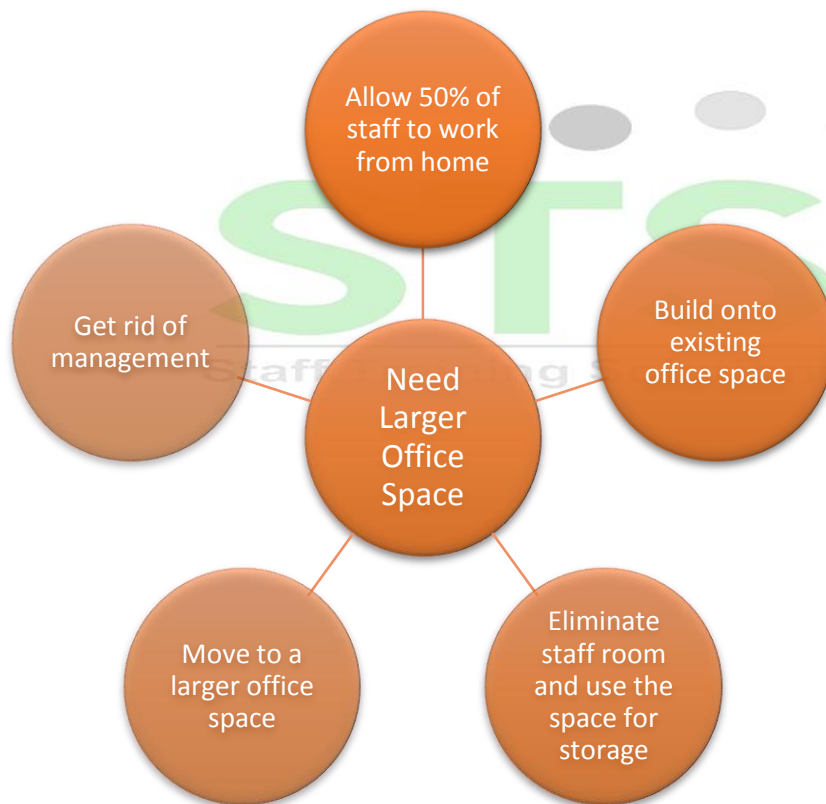 Allow 50% of
staff to work
from home
STS
Staff
Get rid of
management
Build onto
existing
office space
Need
Larger
Office
Space
Move to a
larger office
space
Eliminate
staff room
and use the
space for
storage